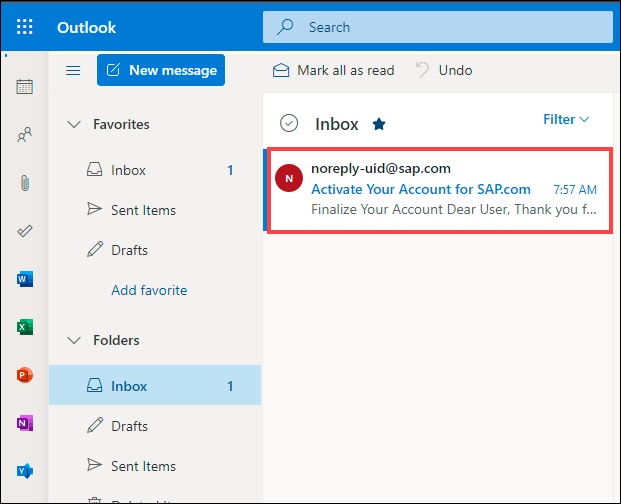 Outlook
Search
New message
Mark all as read
Undo
Favorites
Inbox 1
Sent Items
Drafts
Add favorite
Folders
Inbox 1
Drafts
Sent Items
Inbox
Filter
N
noreply-uid@sap.com
Activate Your Account for SAP.com 7:57 AM
Finalize Your Account Dear User, Thank you f...